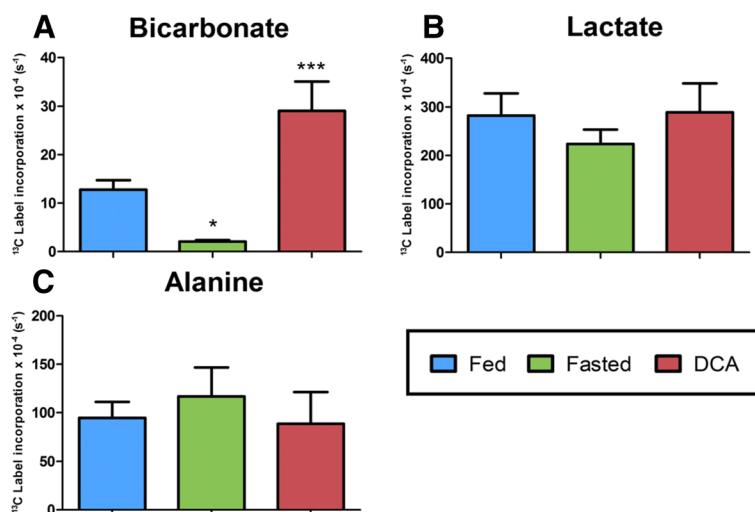 A
Bicarbonate
¹³C Label incorporation x 10⁻⁴ (s⁻¹)
40
30
20
10
0
*
***
B
Lactate
¹³C Label incorporation x 10⁻⁴ (s⁻¹)
400
300
200
100
0
C
Alanine
¹³C Label incorporation x 10⁻⁴ (s⁻¹)
200
150
100
50
0
Fed Fasted DCA